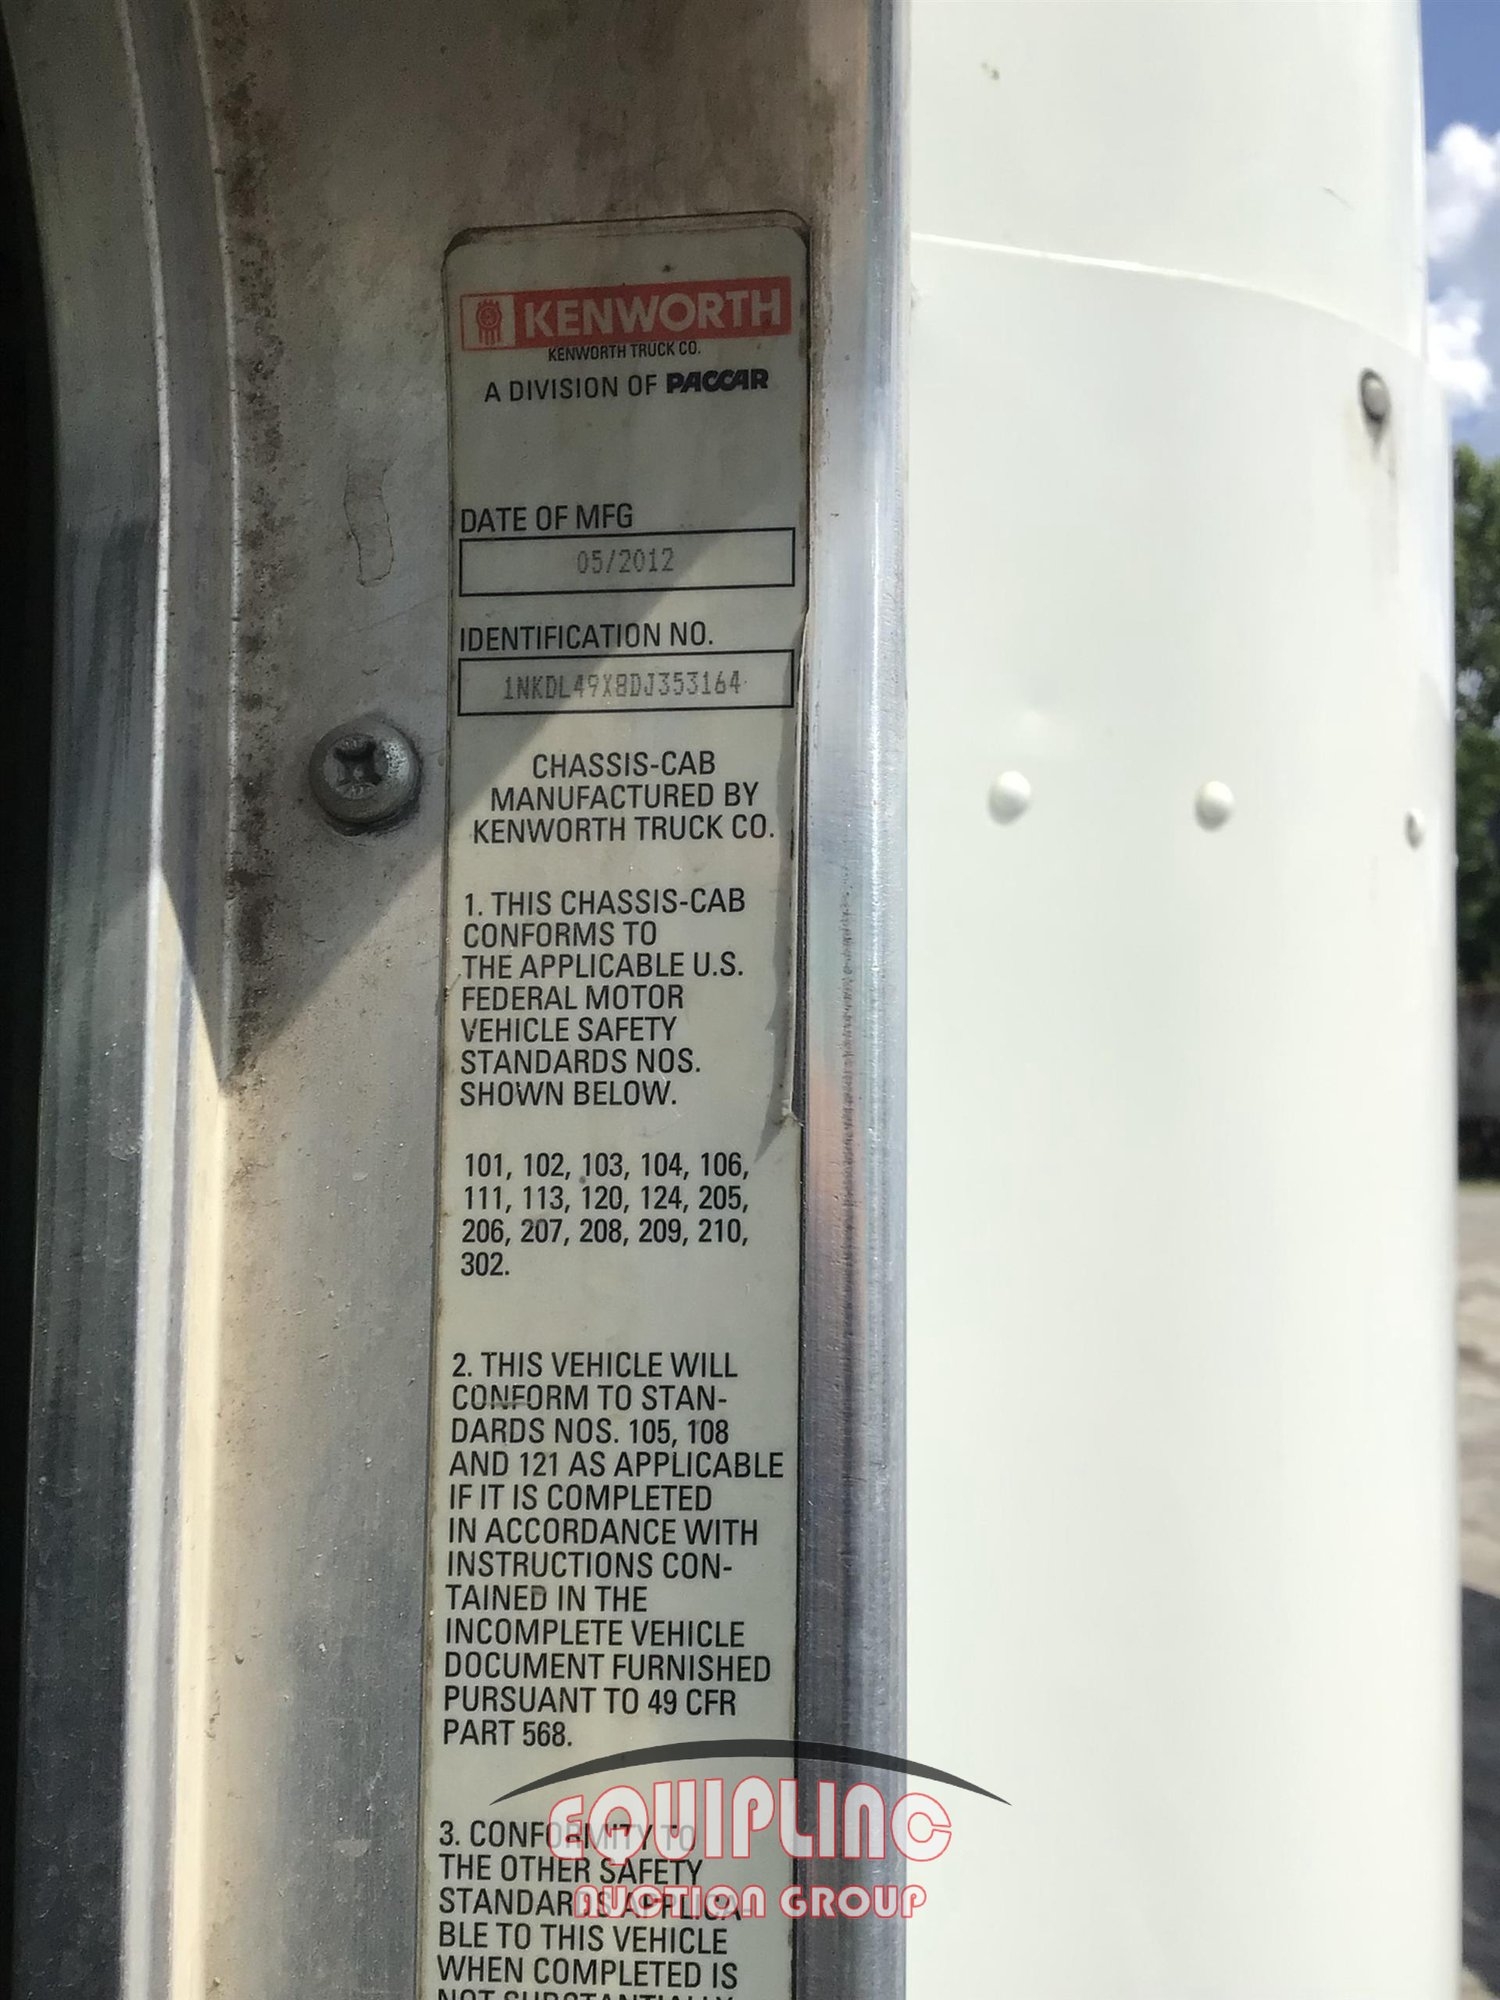 KENWORTH
KENWORTH TRUCK CO.
A DIVISION OF PACCAR
DATE OF MFG
05/2012
IDENTIFICATION NO.
1NKDL49X8DJ353164
CHASSIS-CAB
MANUFACTURED BY
KENWORTH TRUCK CO.
1. THIS CHASSIS-CAB
CONFORMS TO
THE APPLICABLE U.S.
FEDERAL MOTOR
VEHICLE SAFETY
STANDARDS NOS.
SHOWN BELOW.
101, 102, 103, 104, 106,
111, 113, 120, 124, 205,
206, 207, 208, 209, 210,
302.
2. THIS VEHICLE WILL
CONFORM TO STAN-
DARDS NOS. 105, 108
AND 121 AS APPLICABLE
IF IT IS COMPLETED
IN ACCORDANCE WITH
INSTRUCTIONS CON-
TAINED IN THE
INCOMPLETE VEHICLE
DOCUMENT FURNISHED
PURSUANT TO 49 CFR
PART 568.
3. CONFORMITY TO
THE OTHER SAFETY
STANDARDS APPLICA-
BLE TO THIS VEHICLE
WHEN COMPLETED IS
NOT SUBSTANTIALLY
EQUIPLINC
AUCTION GROUP